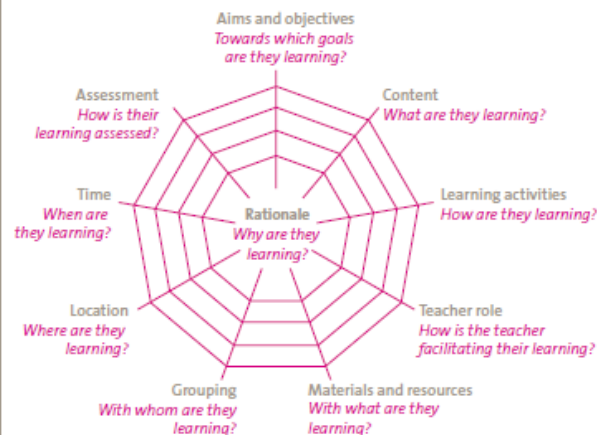 Aims and objectives
Towards which goals
are they learning?
Content
What are they learning?
Learning activities
How are they learning?
Teacher role
How is the teacher
facilitating their learning?
Materials and resources
With what are they
learning?
Grouping
With whom are they
learning?
Location
Where are they
learning?
Time
When are
they learning?
Assessment
How is their
learning assessed?
Rationale
Why are they
learning?